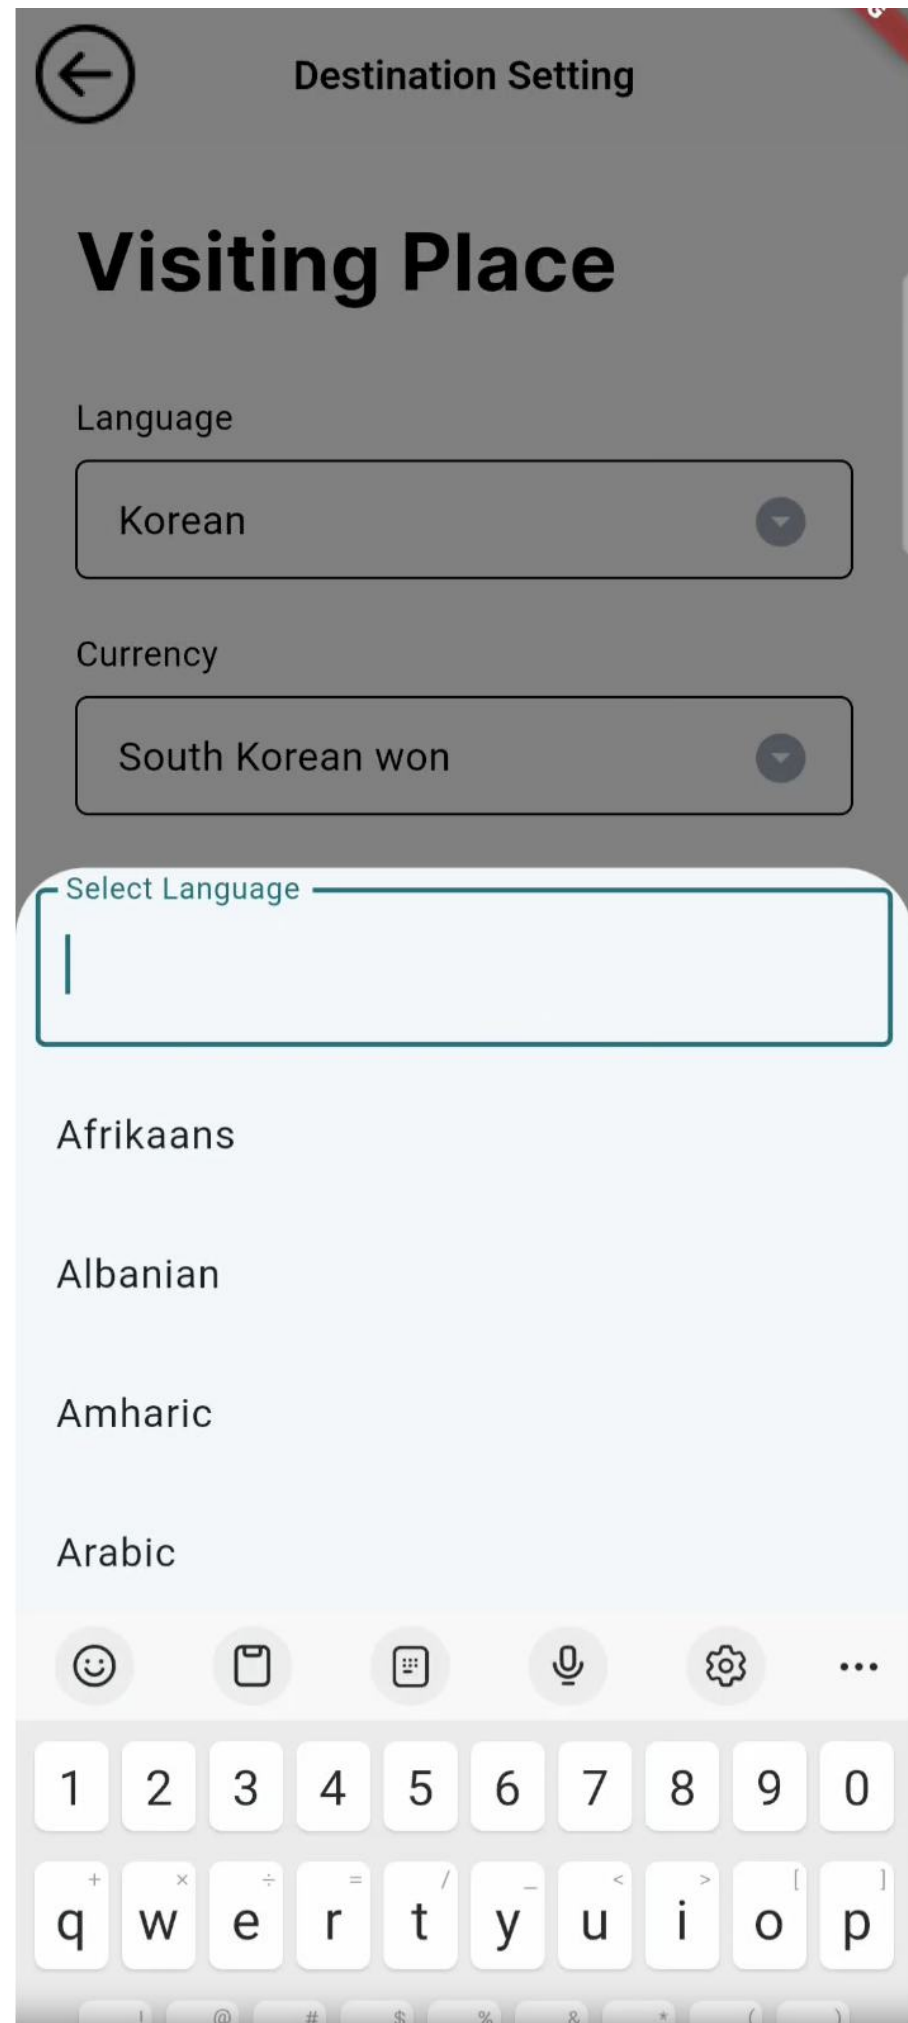 Destination Setting
Visiting Place
Language
Korean
Currency
South Korean won
Select Language
Afrikaans
Albanian
Amharic
Arabic
1 2 3 4 5 6 7 8 9 0
+ × ÷ = / _ < > [ ]
q w e r t y u i o p
! @ # $ % & * ( )